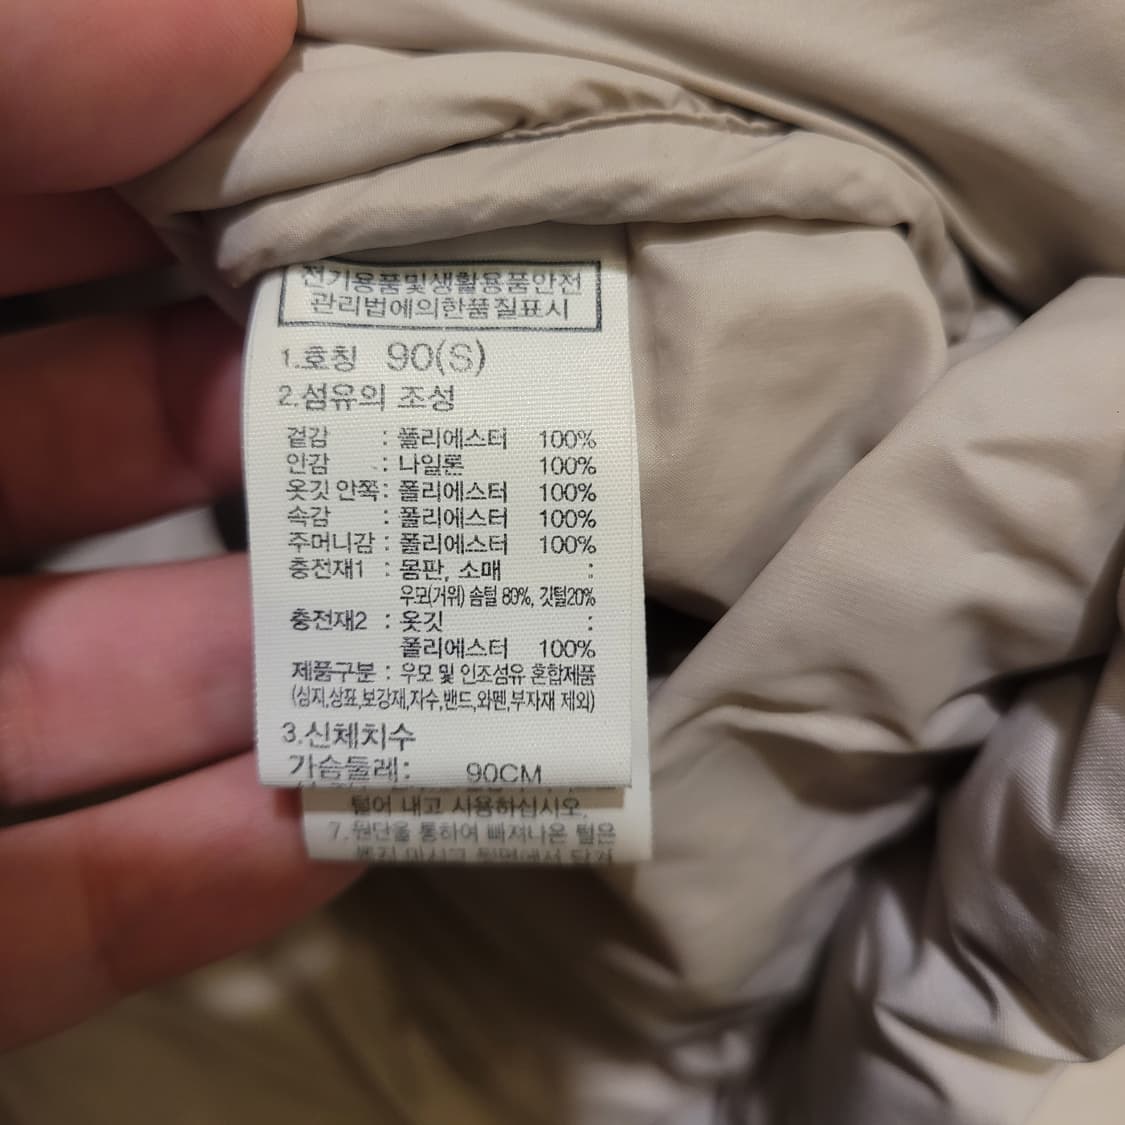 전기용품및생활용품안전
관리법에의한품질표시
1.호칭 90(S)
2.섬유의 조성
겉감 : 폴리에스터 100%
안감 : 나일론 100%
옷깃 안쪽: 폴리에스터 100%
속감 : 폴리에스터 100%
주머니감 : 폴리에스터 100%
충전재1 : 몸판, 소매 :
우모(거위) 솜털 80%, 깃털20%
충전재2 : 옷깃 :
폴리에스터 100%
제품구분 : 우모 및 인조섬유 혼합제품
(심지,상표,보강재,자수,밴드,와펜,부자재 제외)
3.신체치수
가슴둘레: 90CM
털어 내고 사용하십시오.
7.원단을 통하여 빠져나온 털은